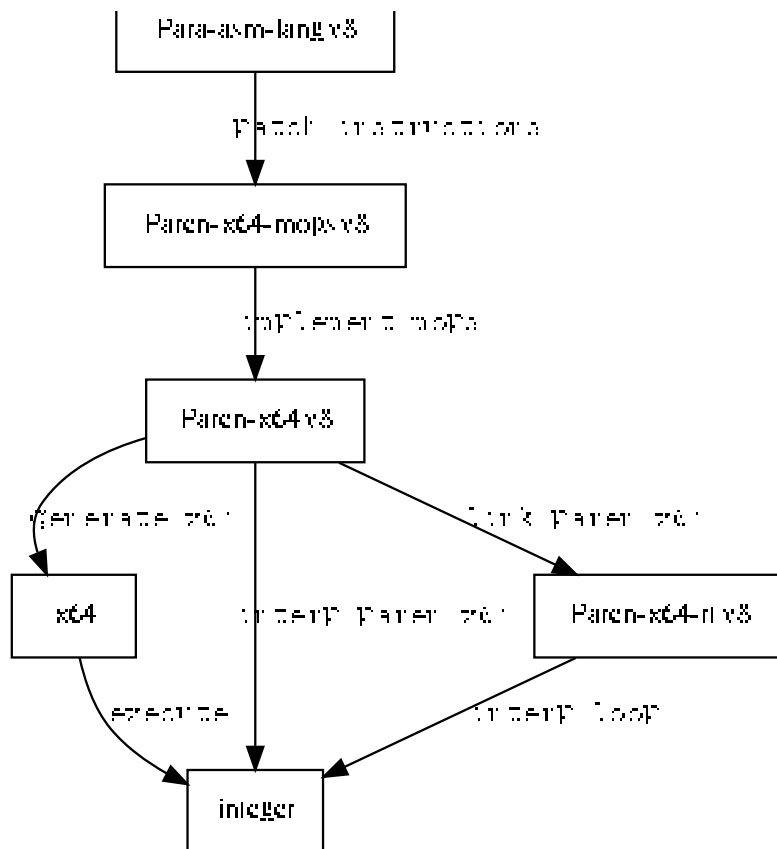 Para-asm-lang v8
patch-instructions
Paren-x64-mops v8
implement-mops
Paren-x64 v8
generate-x64
link-paren-x64
x64
interp-paren-x64
Paren-x64-rt v8
execute
interp-loop
integer